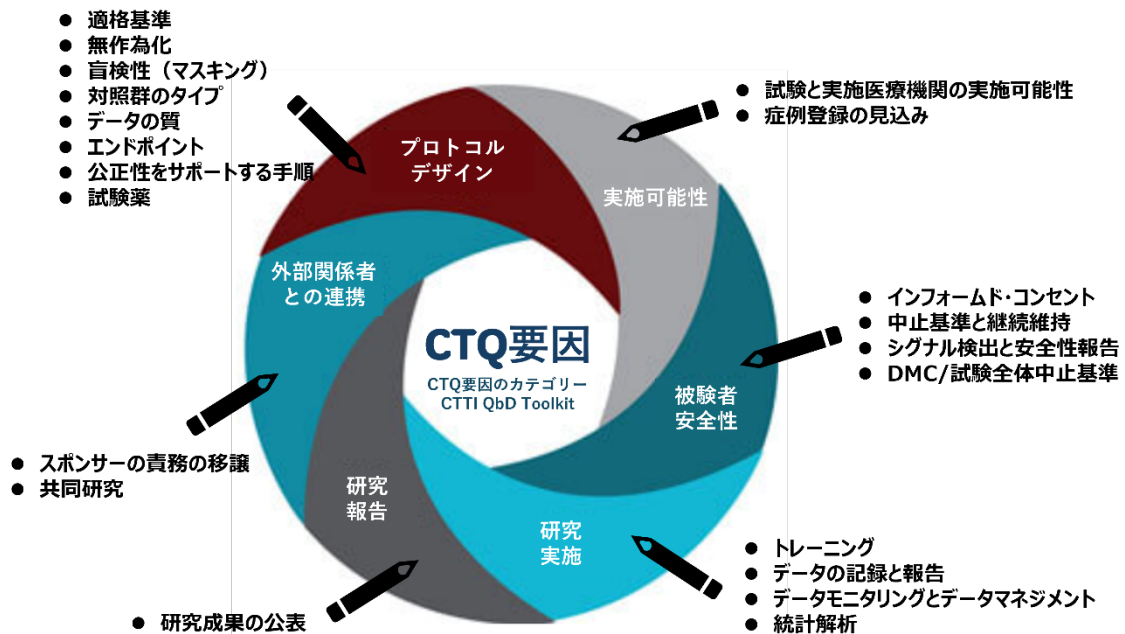 ● 適格基準
● 無作為化
● 盲検性（マスキング）
● 対照群のタイプ
● データの質
● エンドポイント
● 公正性をサポートする手順
● 試験薬
プロトコル
デザイン
● 試験と実施医療機関の実施可能性
● 症例登録の見込み
実施可能性
外部関係者
との連携
CTQ要因
CTQ要因のカテゴリー
CTTI QbD Toolkit
● インフォームド・コンセント
● 中止基準と継続維持
● シグナル検出と安全性報告
● DMC/試験全体中止基準
被験者
安全性
● スポンサーの責務の移譲
● 共同研究
研究
報告
研究
実施
● トレーニング
● データの記録と報告
● データモニタリングとデータマネジメント
● 統計解析
● 研究成果の公表